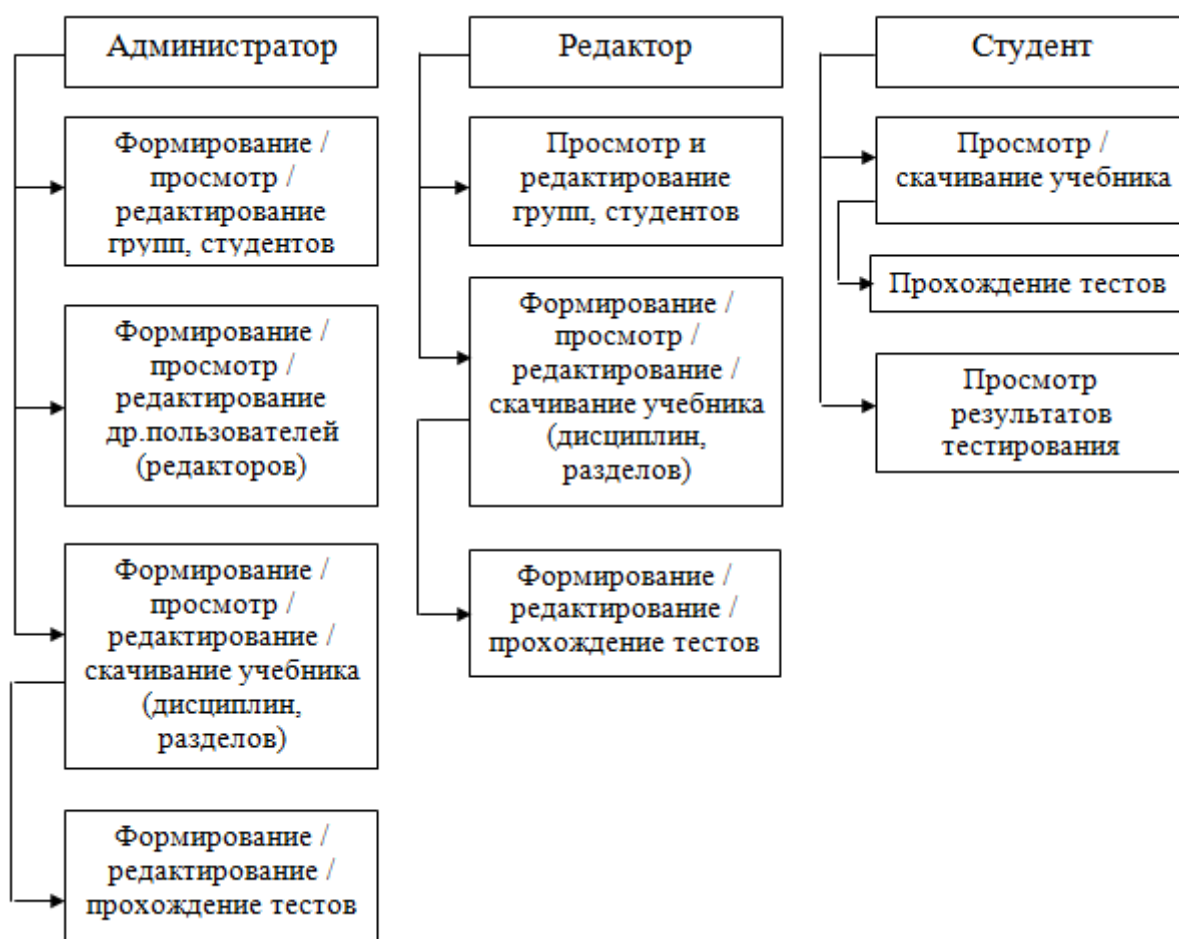 Администратор
Формирование /
просмотр /
редактирование
групп, студентов
Формирование /
просмотр /
редактирование
др.пользователей
(редакторов)
Формирование /
просмотр /
редактирование /
скачивание учебника
(дисциплин,
разделов)
Формирование /
редактирование /
прохождение тестов
Редактор
Просмотр и
редактирование
групп, студентов
Формирование /
просмотр /
редактирование /
скачивание учебника
(дисциплин,
разделов)
Формирование /
редактирование /
прохождение тестов
Студент
Просмотр /
скачивание учебника
Прохождение тестов
Просмотр
результатов
тестирования